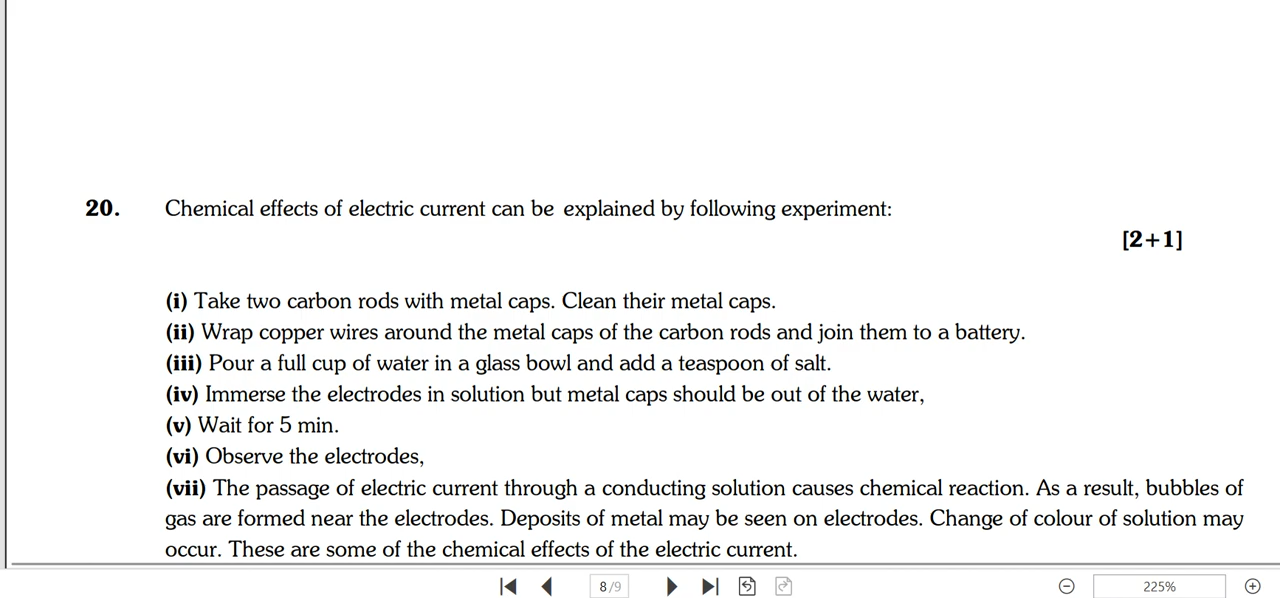 20. Chemical effects of electric current can be explained by following experiment:
[2+1]
(i) Take two carbon rods with metal caps. Clean their metal caps.
(ii) Wrap copper wires around the metal caps of the carbon rods and join them to a battery.
(iii) Pour a full cup of water in a glass bowl and add a teaspoon of salt.
(iv) Immerse the electrodes in solution but metal caps should be out of the water,
(v) Wait for 5 min.
(vi) Observe the electrodes,
(vii) The passage of electric current through a conducting solution causes chemical reaction. As a result, bubbles of
gas are formed near the electrodes. Deposits of metal may be seen on electrodes. Change of colour of solution may
occur. These are some of the chemical effects of the electric current.
8/9 225%